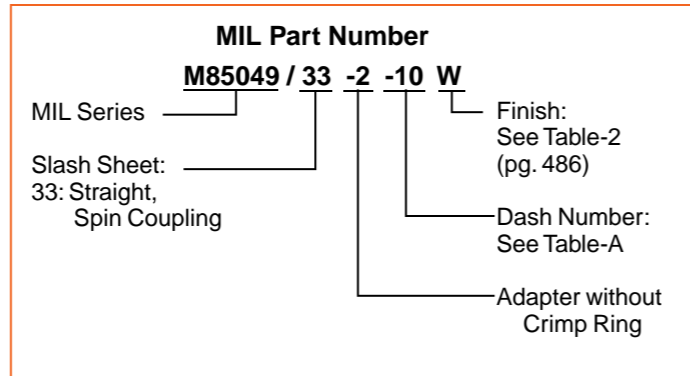 MIL Part Number
M85049 / 33 -2 -10 W
MIL Series
Slash Sheet:
33: Straight,
Spin Coupling
Finish:
See Table-2
(pg. 486)
Dash Number:
See Table-A
Adapter without
Crimp Ring